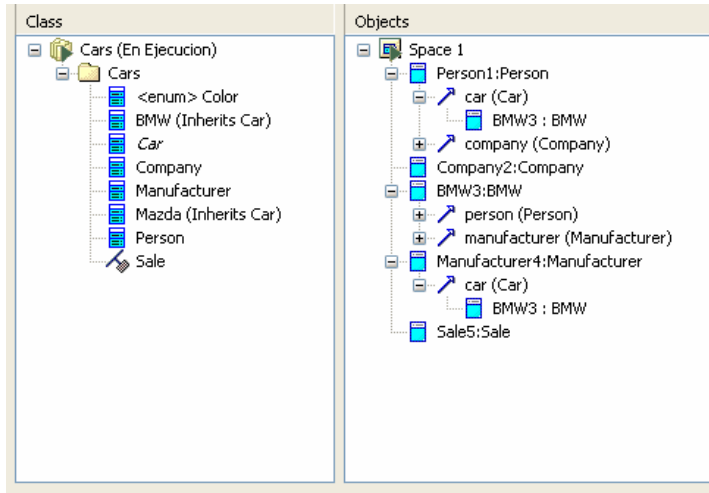 Class
Cars (En Ejecucion)
Cars
<enum> Color
BMW (Inherits Car)
Car
Company
Manufacturer
Mazda (Inherits Car)
Person
Sale
Objects
Space 1
Person1:Person
car (Car)
BMW3 : BMW
company (Company)
Company2:Company
BMW3:BMW
person (Person)
manufacturer (Manufacturer)
Manufacturer4:Manufacturer
car (Car)
BMW3 : BMW
Sale5:Sale